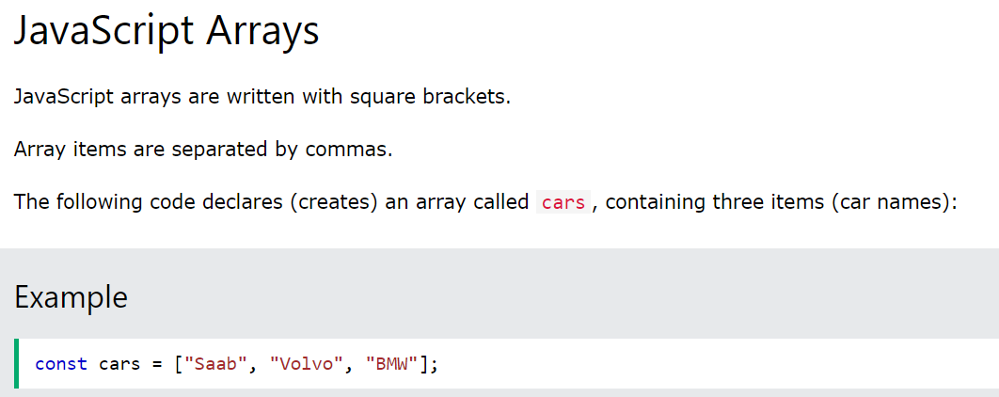 JavaScript Arrays
JavaScript arrays are written with square brackets.
Array items are separated by commas.
The following code declares (creates) an array called cars, containing three items (car names):
Example
const cars = ["Saab", "Volvo", "BMW"];